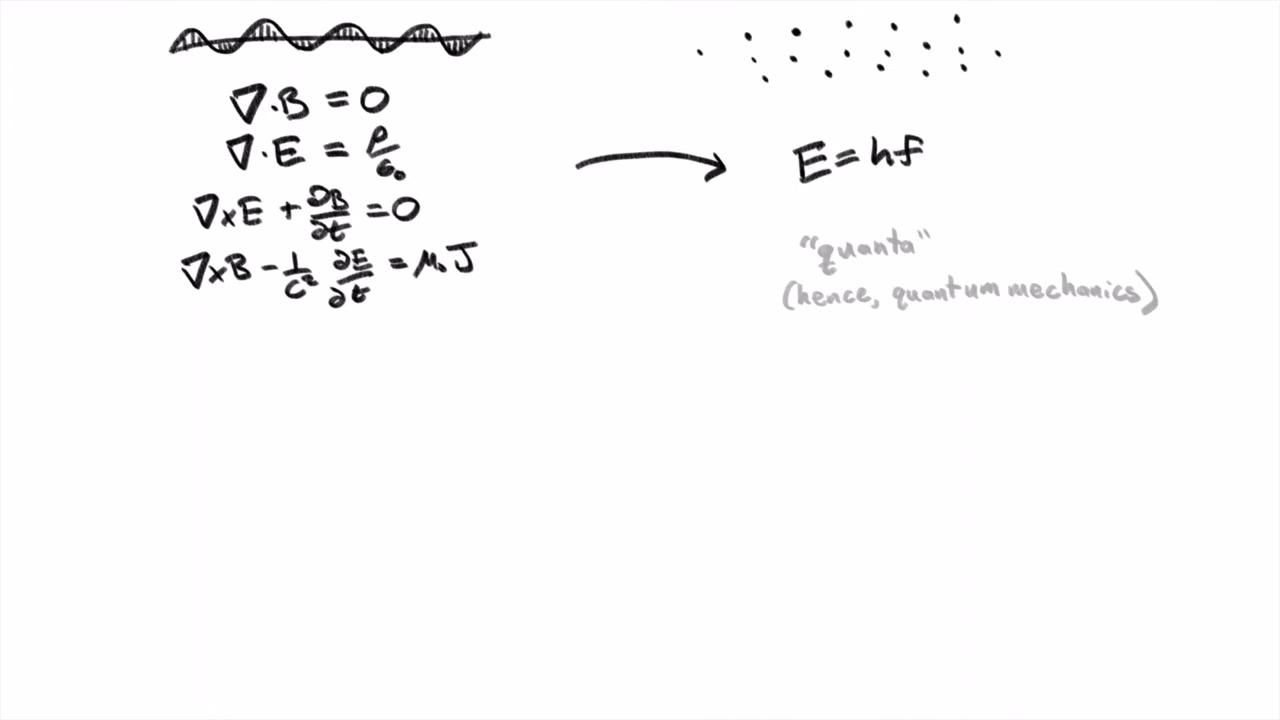 ∇·B = 0
∇·E = ρ/ε₀
∇×E + ∂B/∂t = 0
∇×B - 1/c² ∂E/∂t = μ₀J
E = hf
"quanta"
(hence, quantum mechanics)